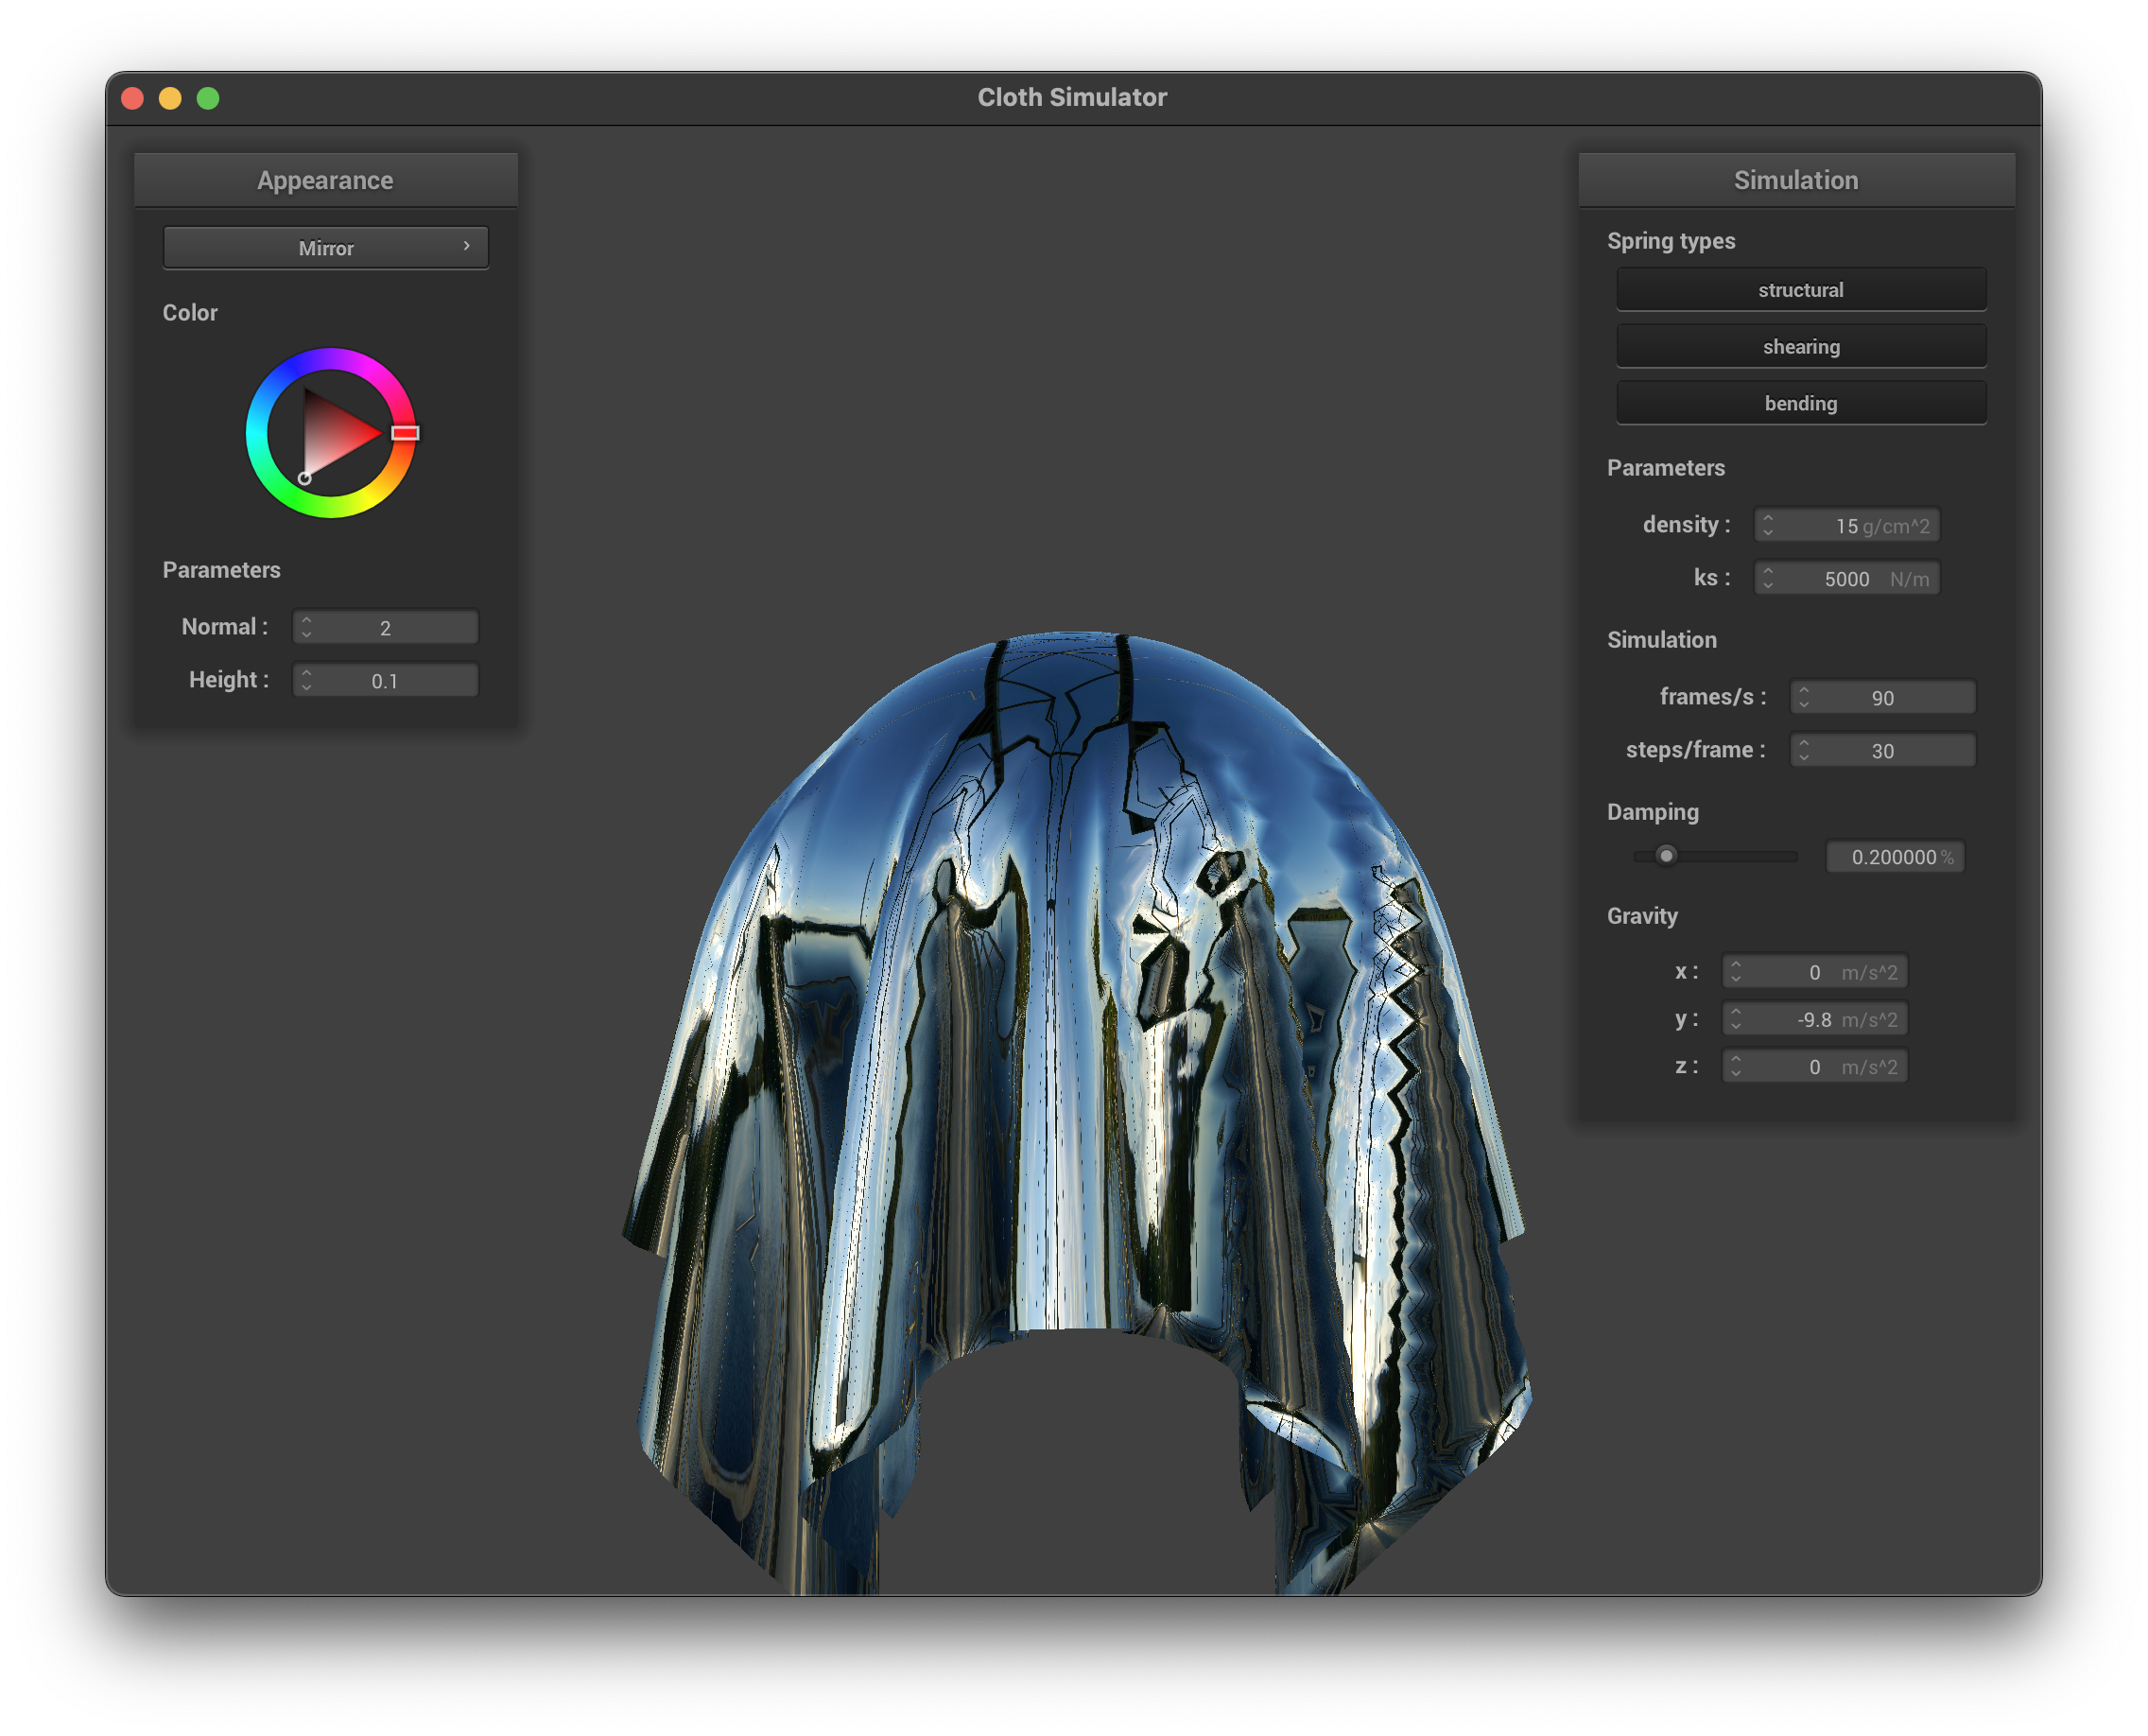 Cloth Simulator
Appearance
Mirror
Color
Parameters
Normal : 2
Height : 0.1
Simulation
Spring types
structural
shearing
bending
Parameters
density : 15 g/cm^2
ks : 5000 N/m
Simulation
frames/s : 90
steps/frame : 30
Damping
0.200000 %
Gravity
x : 0 m/s^2
y : -9.8 m/s^2
z : 0 m/s^2